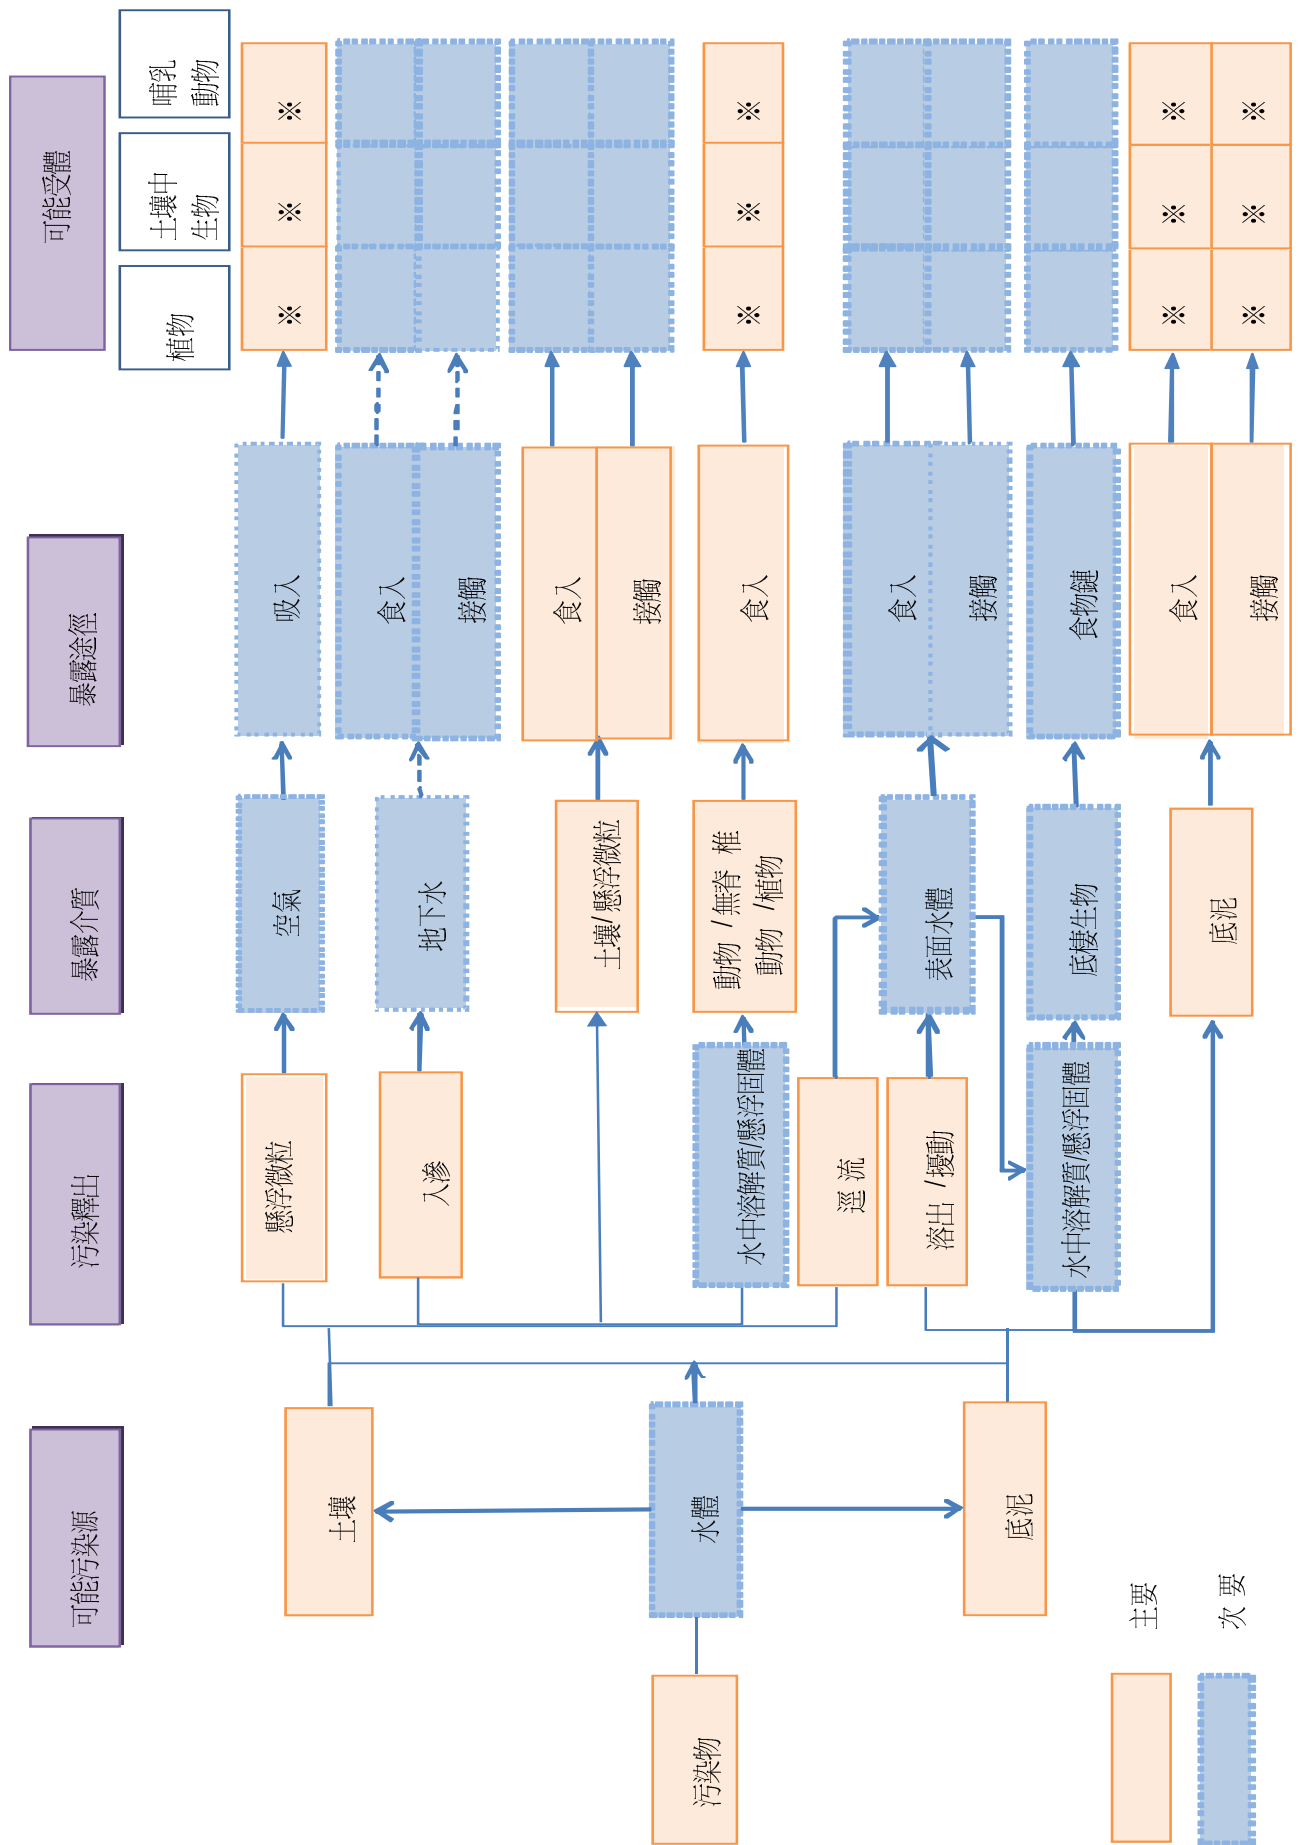 可能污染源
污染釋出
暴露介質
暴露途徑
可能受體
植物
土壤中
生物
哺乳
動物
懸浮微粒
空氣
吸入
※
※
※
入滲
地下水
食入
接觸
土壤
土壤/懸浮微粒
食入
接觸
污染物
水體
水中溶解質/懸浮固體
動物 /無脊 椎
動物 /植物
食入
※
※
※
逕 流
溶出 /擾動
表面水體
食入
接觸
底泥
水中溶解質/懸浮固體
底棲生物
食物鏈
底泥
食入
※
※
※
接觸
※
※
※
主要
次 要